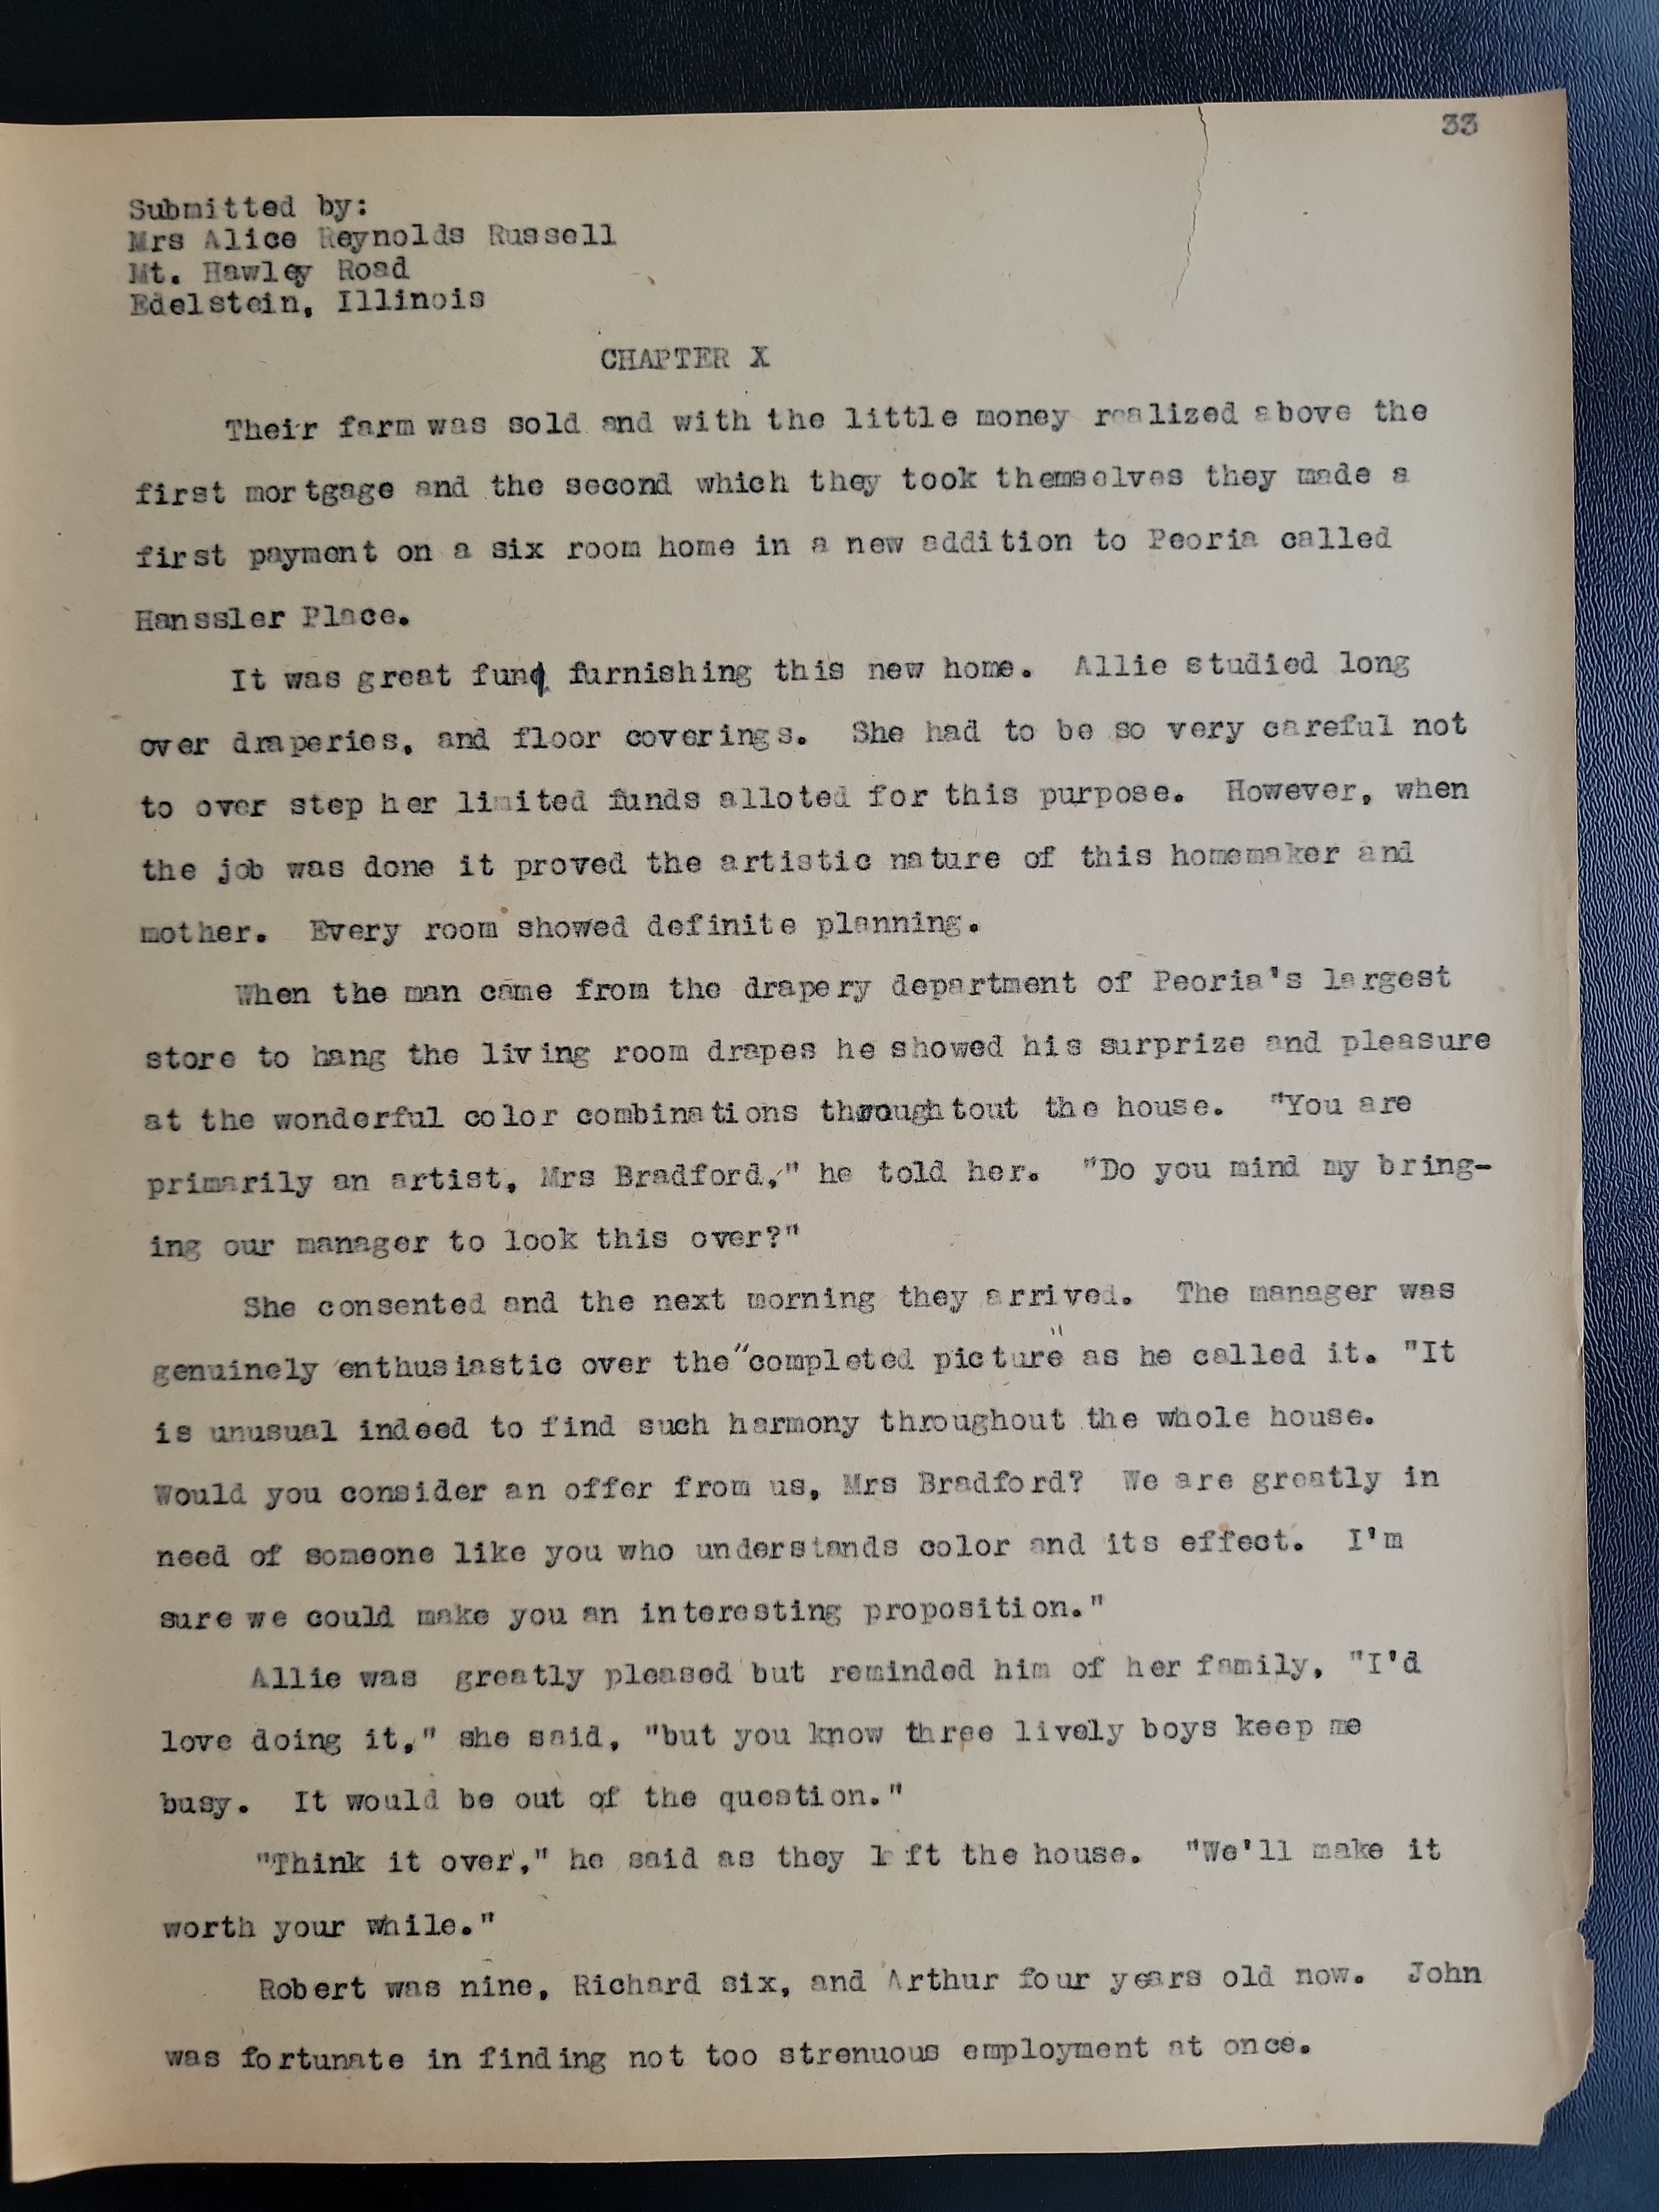 33
Submitted by:
Mrs Alice Reynolds Russell
Mt. Hawley Road
Edelstein, Illinois
CHAPTER X
Their farm was sold and with the little money realized above the
first mortgage and the second which they took themselves they made a
first payment on a six room home in a new addition to Peoria called
Hanssler Place.
It was great fun, furnishing this new home. Allie studied long
over draperies, and floor coverings. She had to be so very careful not
to over step her limited funds alloted for this purpose. However, when
the job was done it proved the artistic nature of this homemaker and
mother. Every room showed definite planning.
When the man came from the drapery department of Peoria's largest
store to hang the living room drapes he showed his surprize and pleasure
at the wonderful color combinations throughtout the house. "You are
primarily an artist, Mrs Bradford," he told her. "Do you mind my bring-
ing our manager to look this over?"
She consented and the next morning they arrived. The manager was
genuinely enthusiastic over the "completed picture" as he called it. "It
is unusual indeed to find such harmony throughout the whole house.
Would you consider an offer from us, Mrs Bradford? We are greatly in
need of someone like you who understands color and its effect. I'm
sure we could make you an interesting proposition."
Allie was greatly pleased but reminded him of her family, "I'd
love doing it," she said, "but you know three lively boys keep me
busy. It would be out of the question."
"Think it over," he said as they left the house. "We'll make it
worth your while."
Robert was nine, Richard six, and Arthur four years old now. John
was fortunate in finding not too strenuous employment at once.